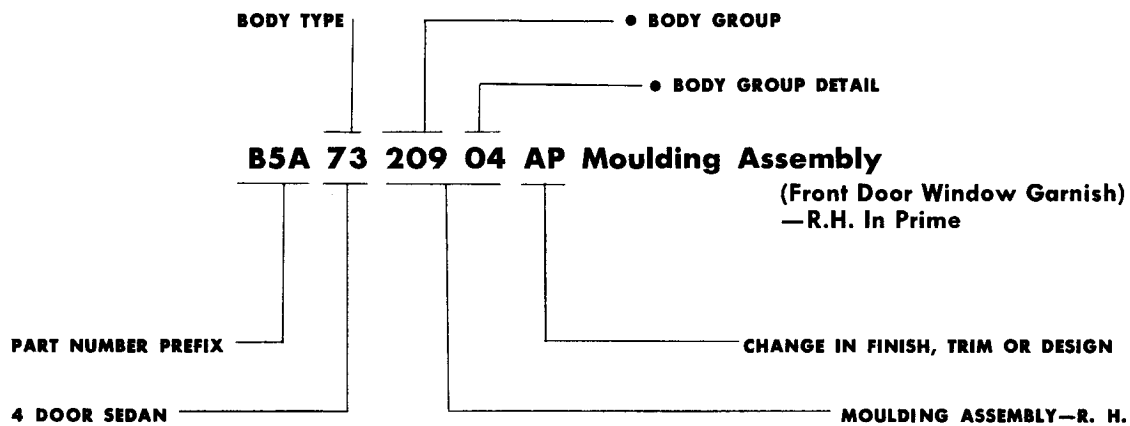 BODY TYPE
• BODY GROUP
• BODY GROUP DETAIL
B5A 73 209 04 AP Moulding Assembly
(Front Door Window Garnish)
—R.H. In Prime
PART NUMBER PREFIX
CHANGE IN FINISH, TRIM OR DESIGN
4 DOOR SEDAN
MOULDING ASSEMBLY—R. H.